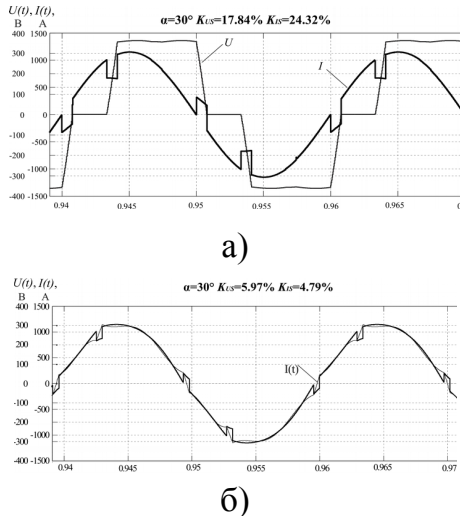 U(t), I(t),
B A
α=30° KUS=17.84% KIS=24.32%
400 1500
300 1000
200
100 500
0 0
-100 -500
-200
-300 -1000
-400 -1500
U
I
0.94 0.945 0.95 0.955 0.96 0.965
а)
U(t), I(t),
B A
α=30° KUS=5.97% KIS=4.79%
400 1500
300 1000
200
100 500
0 0
-100 -500
-200
-300 -1000
-400 -1500
I(t)
0.94 0.945 0.95 0.955 0.96 0.965 0.97
б)